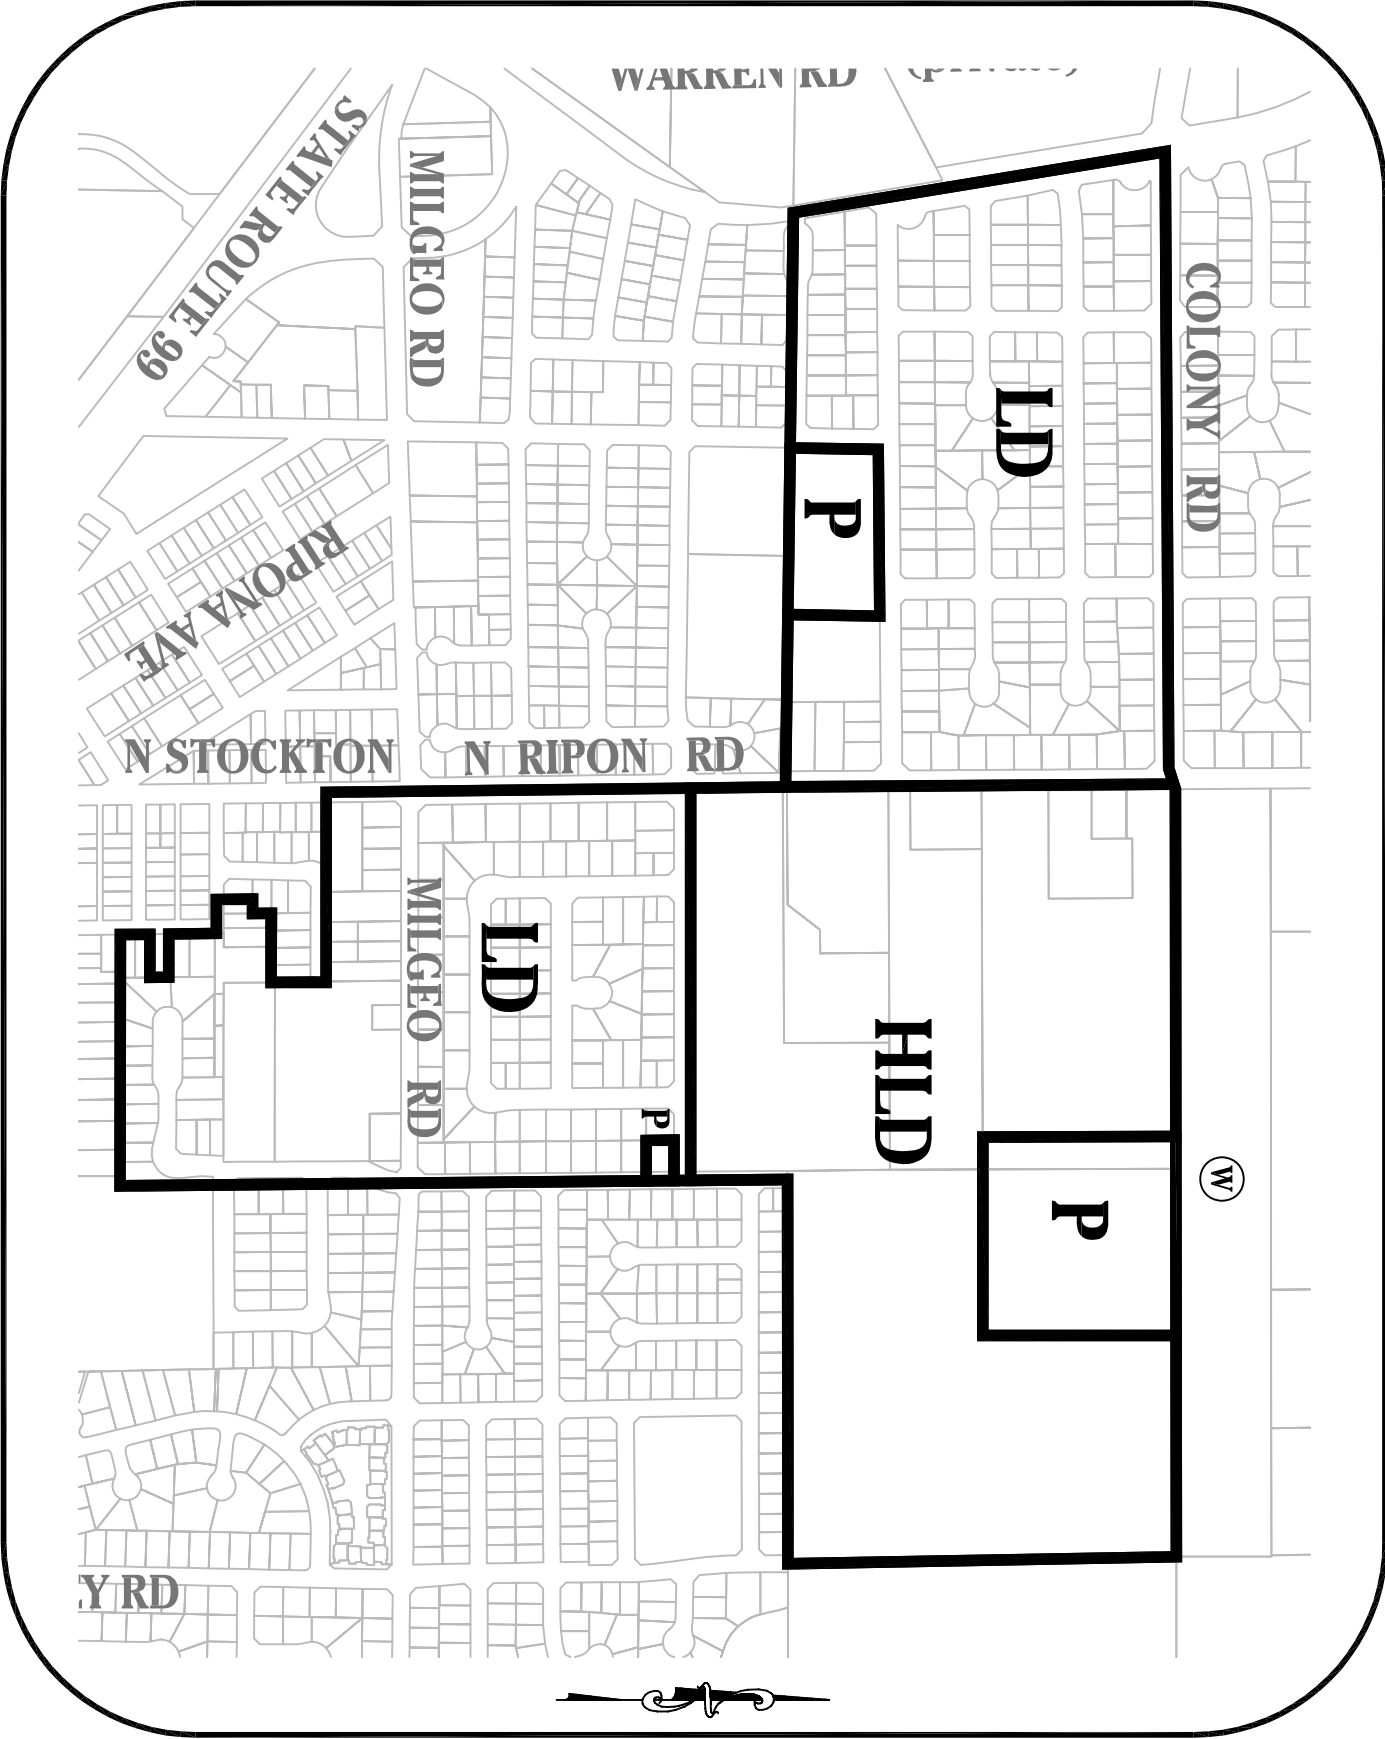 WARREN RD (private)
STATE ROUTE 99
MILGEO RD
COLONY RD
LD
P
RIPONA AVE
N STOCKTON
N RIPON RD
MILGEO RD
LD
P
HLD
P
W
Y RD